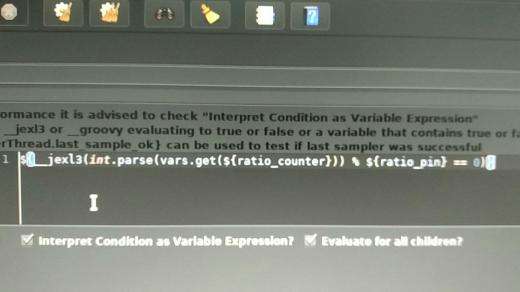 ormance it is advised to check "Interpret Condition as Variable Expression"
__jexl3 or __groovy evaluating to true or false or a variable that contains true or fa
erThread.last_sample_ok} can be used to test if last sampler was successful
1 ${__jexl3(int.parse(vars.get(${ratio_counter})) % ${ratio_pin} == 0)}
Interpret Condition as Variable Expression? Evaluate for all children?